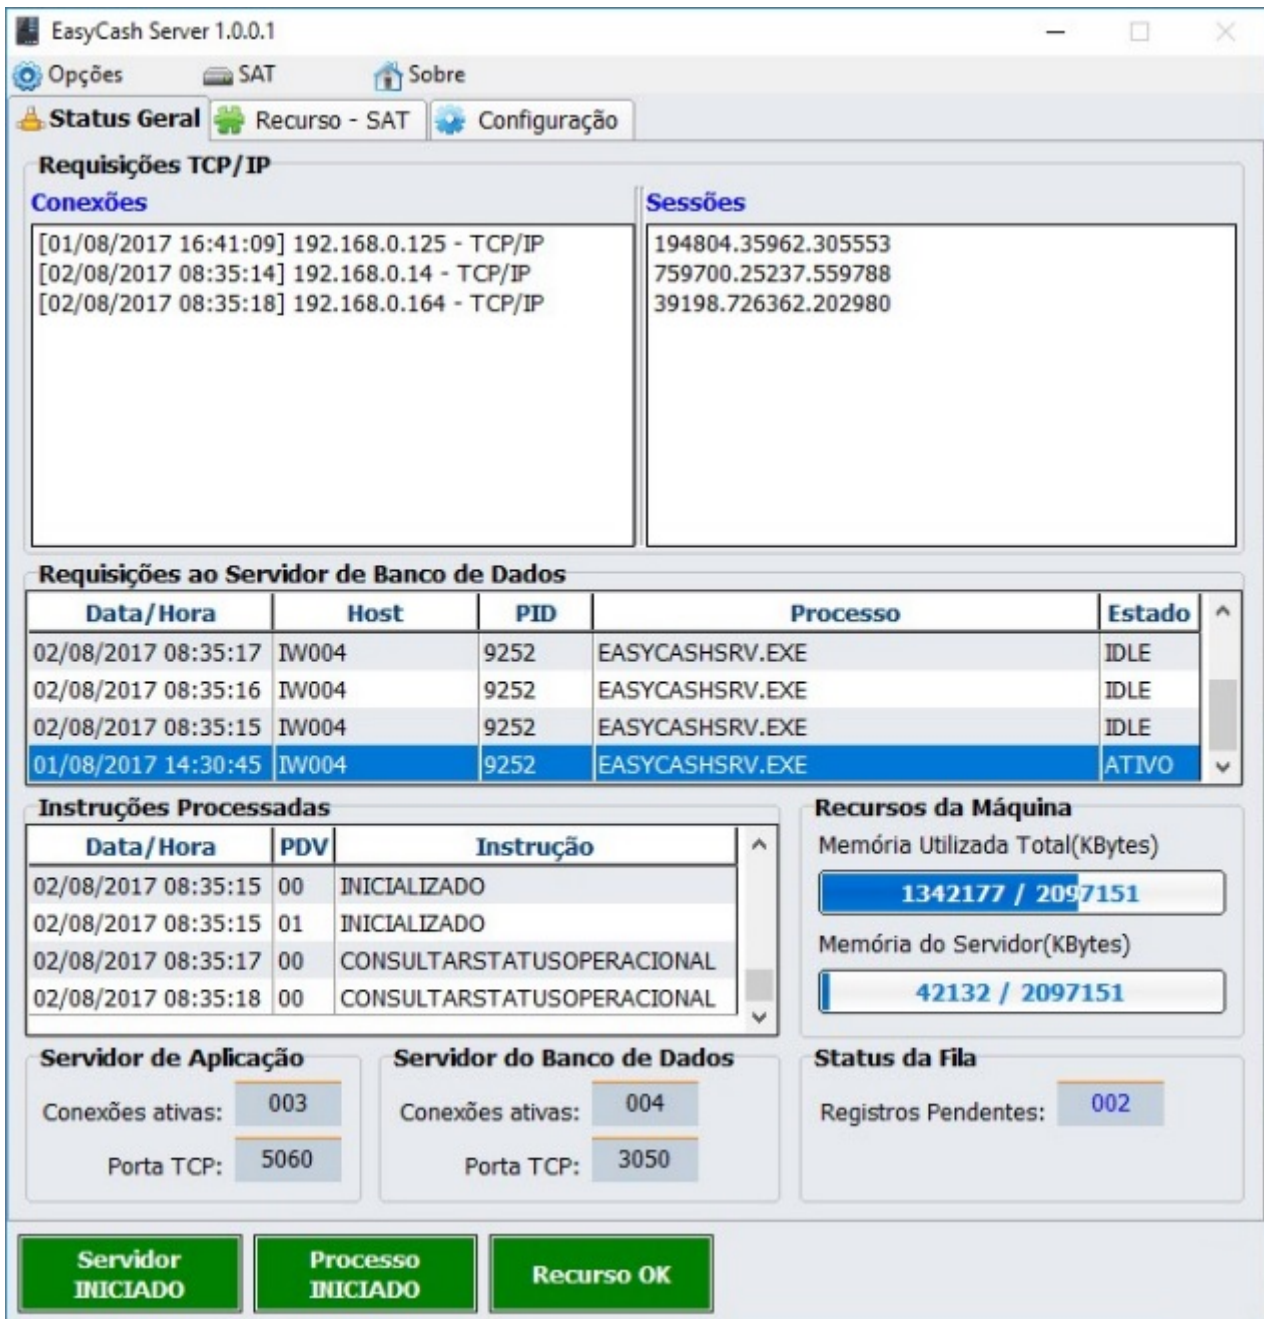 EasyCash Server 1.0.0.1
Opções SAT Sobre
Status Geral Recurso - SAT Configuração
Requisições TCP/IP
Conexões Sessões
[01/08/2017 16:41:09] 192.168.0.125 - TCP/IP 194804.35962.305553
[02/08/2017 08:35:14] 192.168.0.14 - TCP/IP 759700.25237.559788
[02/08/2017 08:35:18] 192.168.0.164 - TCP/IP 39198.726362.202980
Requisições ao Servidor de Banco de Dados
Data/Hora Host PID Processo Estado
02/08/2017 08:35:17 IW004 9252 EASYCASHSRV.EXE IDLE
02/08/2017 08:35:16 IW004 9252 EASYCASHSRV.EXE IDLE
02/08/2017 08:35:15 IW004 9252 EASYCASHSRV.EXE IDLE
01/08/2017 14:30:45 IW004 9252 EASYCASHSRV.EXE ATIVO
Instruções Processadas
Data/Hora PDV Instrução
02/08/2017 08:35:15 00 INICIALIZADO
02/08/2017 08:35:15 01 INICIALIZADO
02/08/2017 08:35:17 00 CONSULTARSTATUSOPERACIONAL
02/08/2017 08:35:18 00 CONSULTARSTATUSOPERACIONAL
Recursos da Máquina
Memória Utilizada Total(KBytes)
1342177 / 2097151
Memória do Servidor(KBytes)
42132 / 2097151
Servidor de Aplicação
Conexões ativas: 003
Porta TCP: 5060
Servidor do Banco de Dados
Conexões ativas: 004
Porta TCP: 3050
Status da Fila
Registros Pendentes: 002
Servidor
INICIADO
Processo
INICIADO
Recurso OK